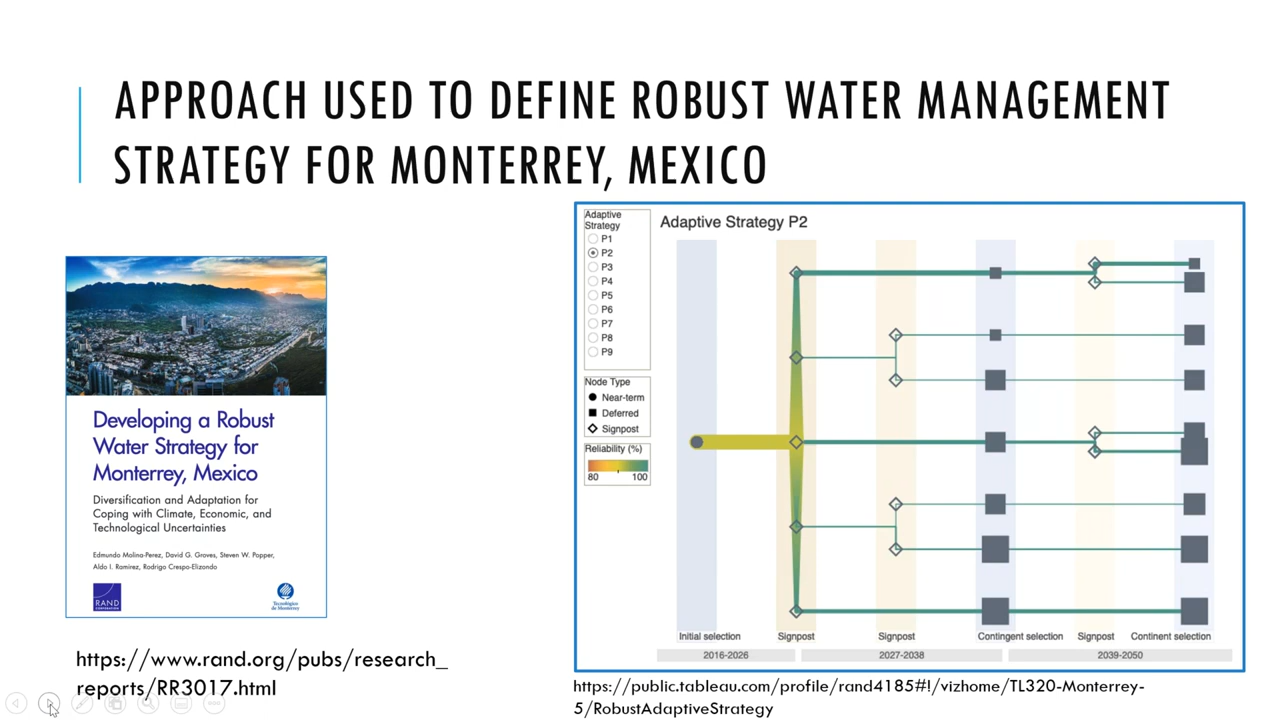 APPROACH USED TO DEFINE ROBUST WATER MANAGEMENT
STRATEGY FOR MONTERREY, MEXICO
Developing a Robust
Water Strategy for
Monterrey, Mexico
Diversification and Adaptation for
Coping with Climate, Economic, and
Technological Uncertainties
Edmundo Molina-Perez, David G. Groves, Steven W. Popper,
Aldo I. Ramirez, Rodrigo Crespo-Elizondo
RAND
CORPORATION
Tecnológico
de Monterrey
https://www.rand.org/pubs/research_
reports/RR3017.html
Adaptive
Strategy
P1
P2
P3
P4
P5
P6
P7
P8
P9
Node Type
Near-term
Deferred
Signpost
Reliability (%)
80 100
Adaptive Strategy P2
Initial selection Signpost Signpost Contingent selection Signpost Continent selection
2016-2026 2027-2038 2039-2050
https://public.tableau.com/profile/rand4185#!/vizhome/TL320-Monterrey-
5/RobustAdaptiveStrategy